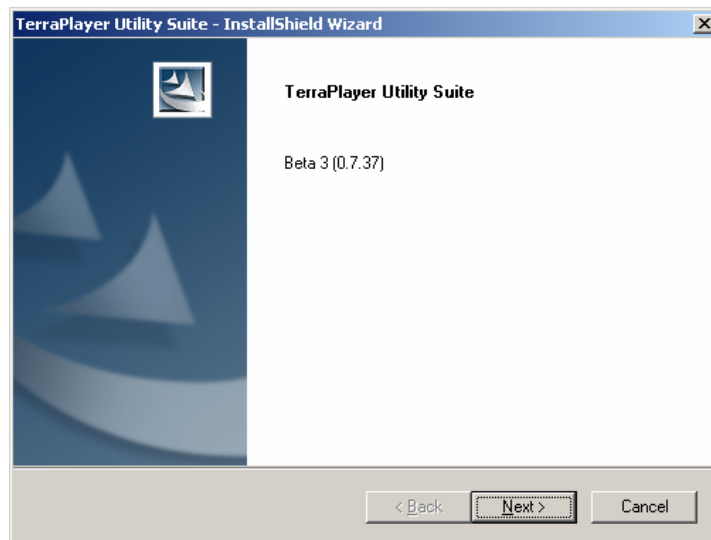 TerraPlayer Utility Suite - InstallShield Wizard
TerraPlayer Utility Suite
Beta 3 (0.7.37)
< Back Next > Cancel